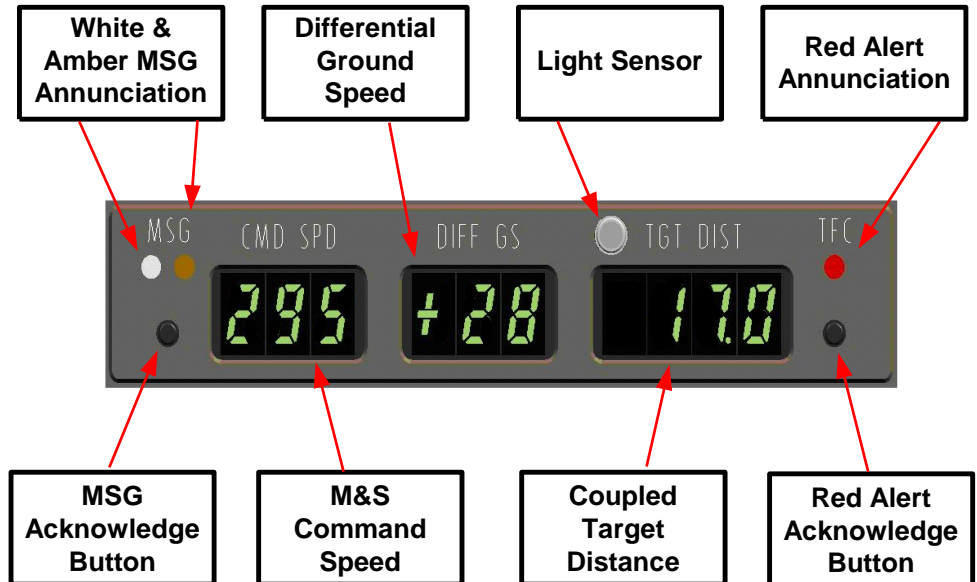 White &
Amber MSG
Annunciation
Differential
Ground
Speed
Light Sensor
Red Alert
Annunciation
MSG
CMD SPD
DIFF GS
TGT DIST
TFC
295
+28
17.0
MSG
Acknowledge
Button
M&S
Command
Speed
Coupled
Target
Distance
Red Alert
Acknowledge
Button